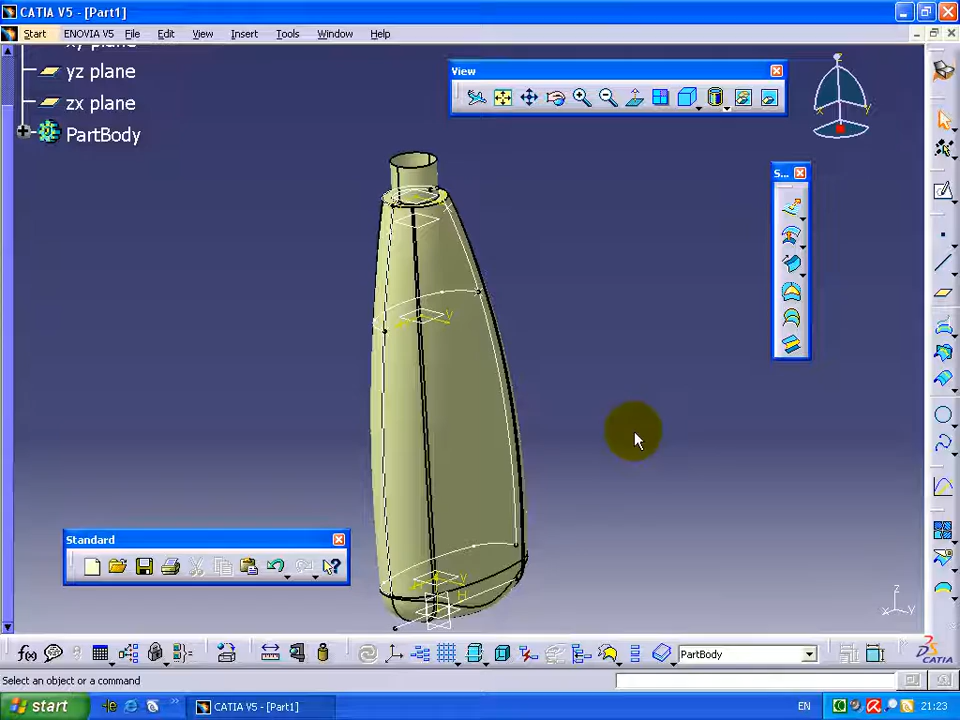 CATIA V5 - [Part1]
Start ENOVIA V5 File Edit View Insert Tools Window Help
yz plane
zx plane
PartBody
View
S...
Standard
V
V
H
z
x y
f(x)
PartBody
CATIA
Select an object or a command
start CATIA V5 - [Part1] EN 21:23